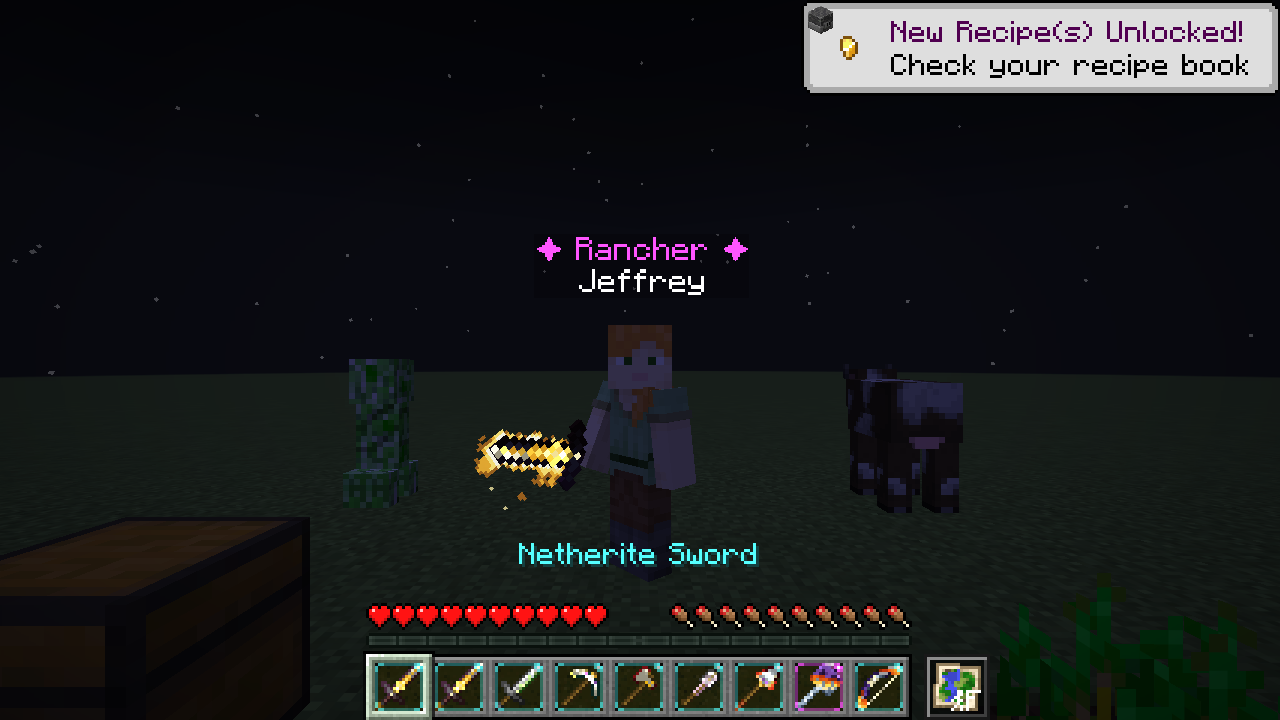 New Recipe(s) Unlocked!
Check your recipe book
✦ Rancher ✦
Jeffrey
Netherite Sword